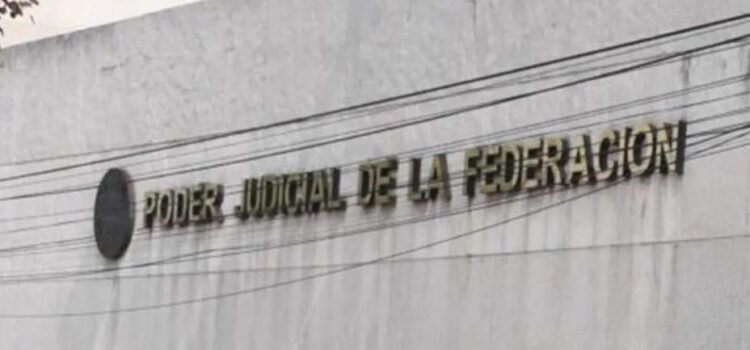 PODER JUDICIAL DE LA FEDERACION